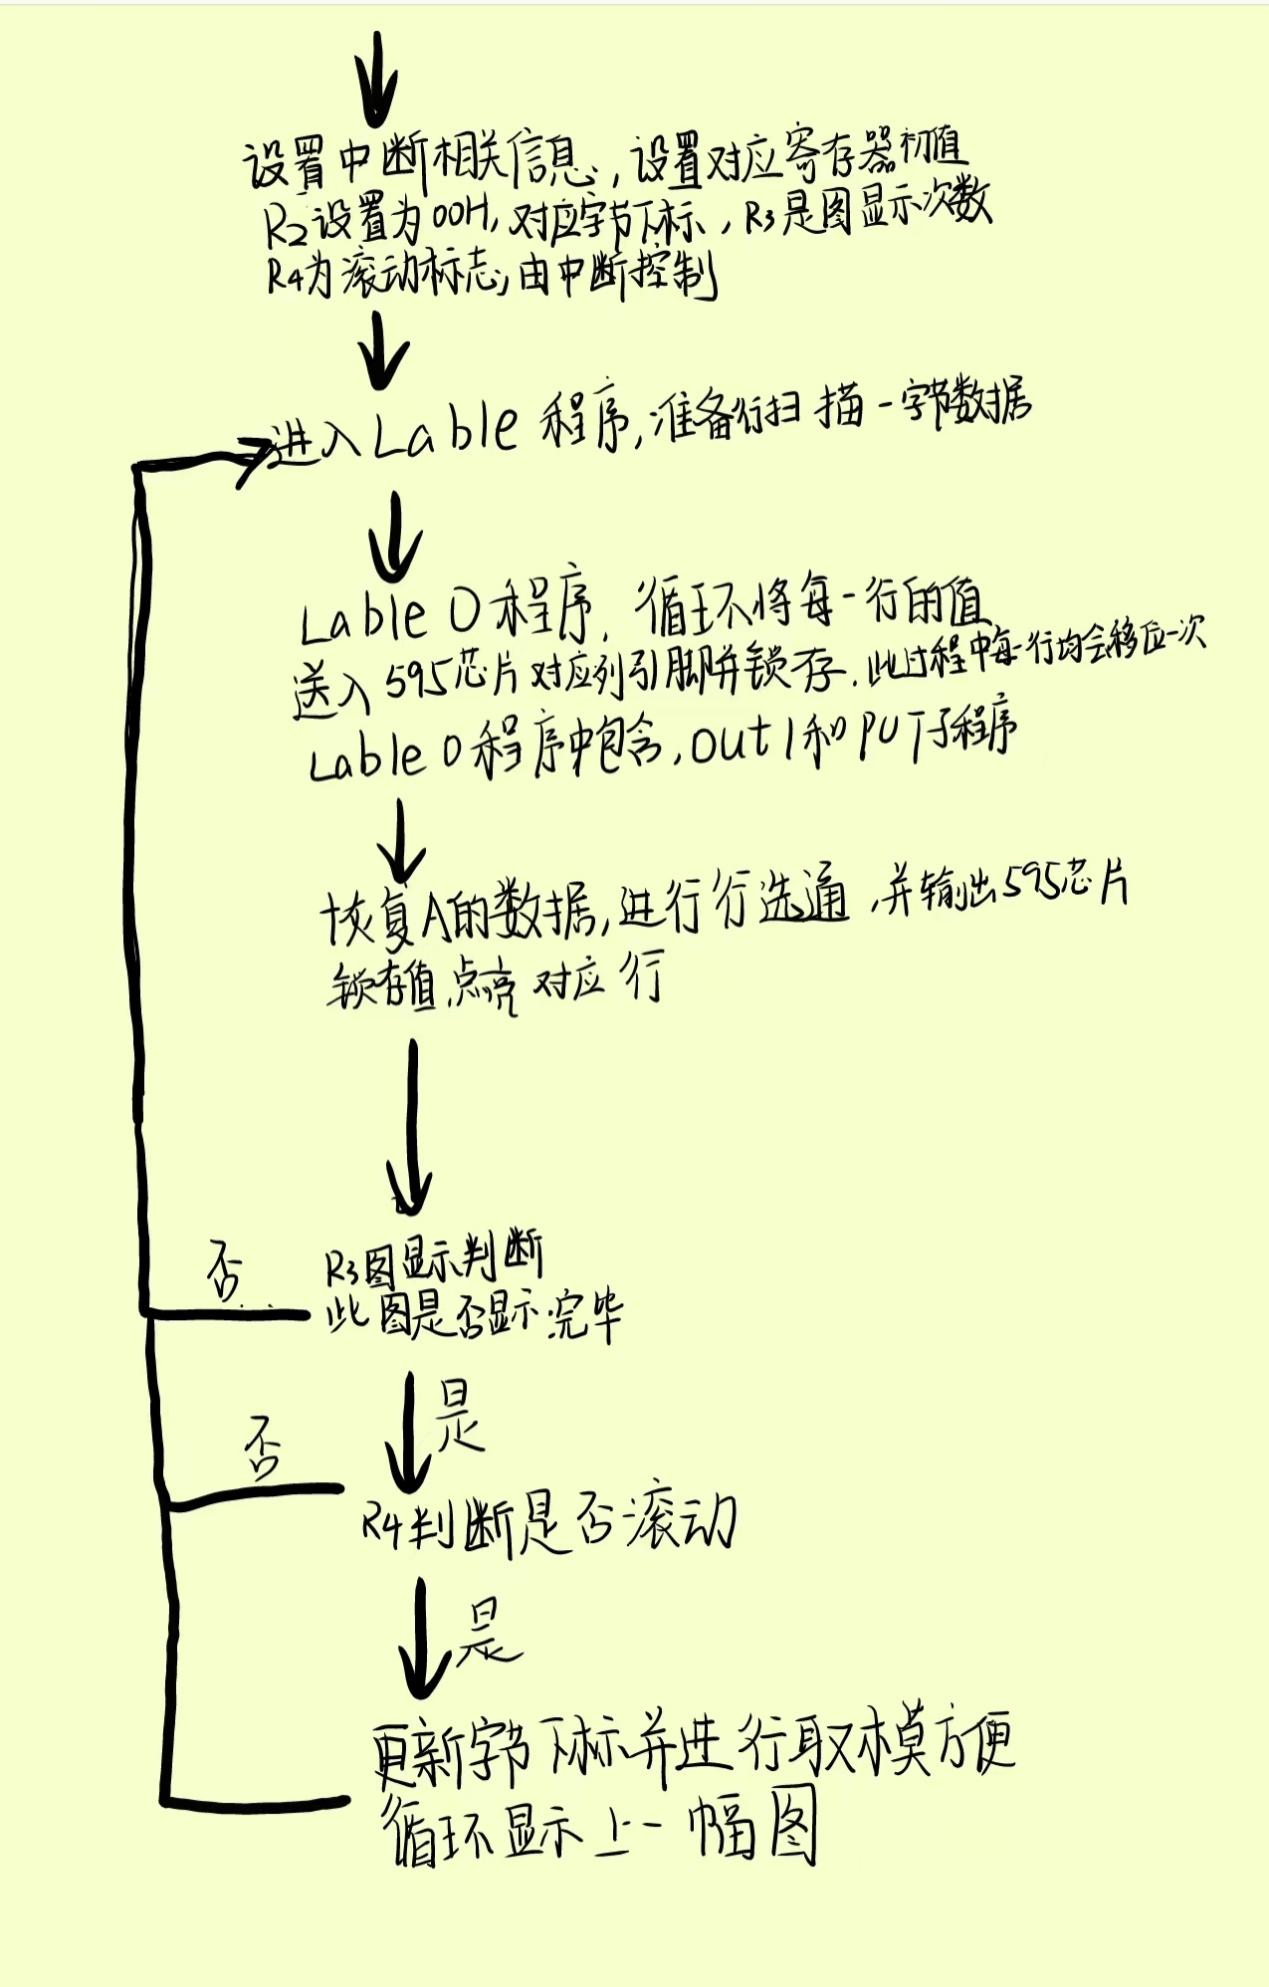 设置中断相关信息,设置对应寄存器初值
R2设置为00H,对应字节下标,R3是图显示次数
R4为滚动标志,由中断控制
进入Lable程序,准备行扫描一字节数据
Lable 0程序,循环将每一行的值
送入595芯片对应列引脚并锁存.此过程中每一行均会移位一次
Lable 0程序中包含,OUT1和PUT子程序
恢复A的数据,进行行选通,并输出595芯片
锁存值,点亮对应行
否
R3图显示判断
此图是否显示完毕
是
否
R4判断是否滚动
是
更新字节下标并进行取模方便
循环显示上一幅图